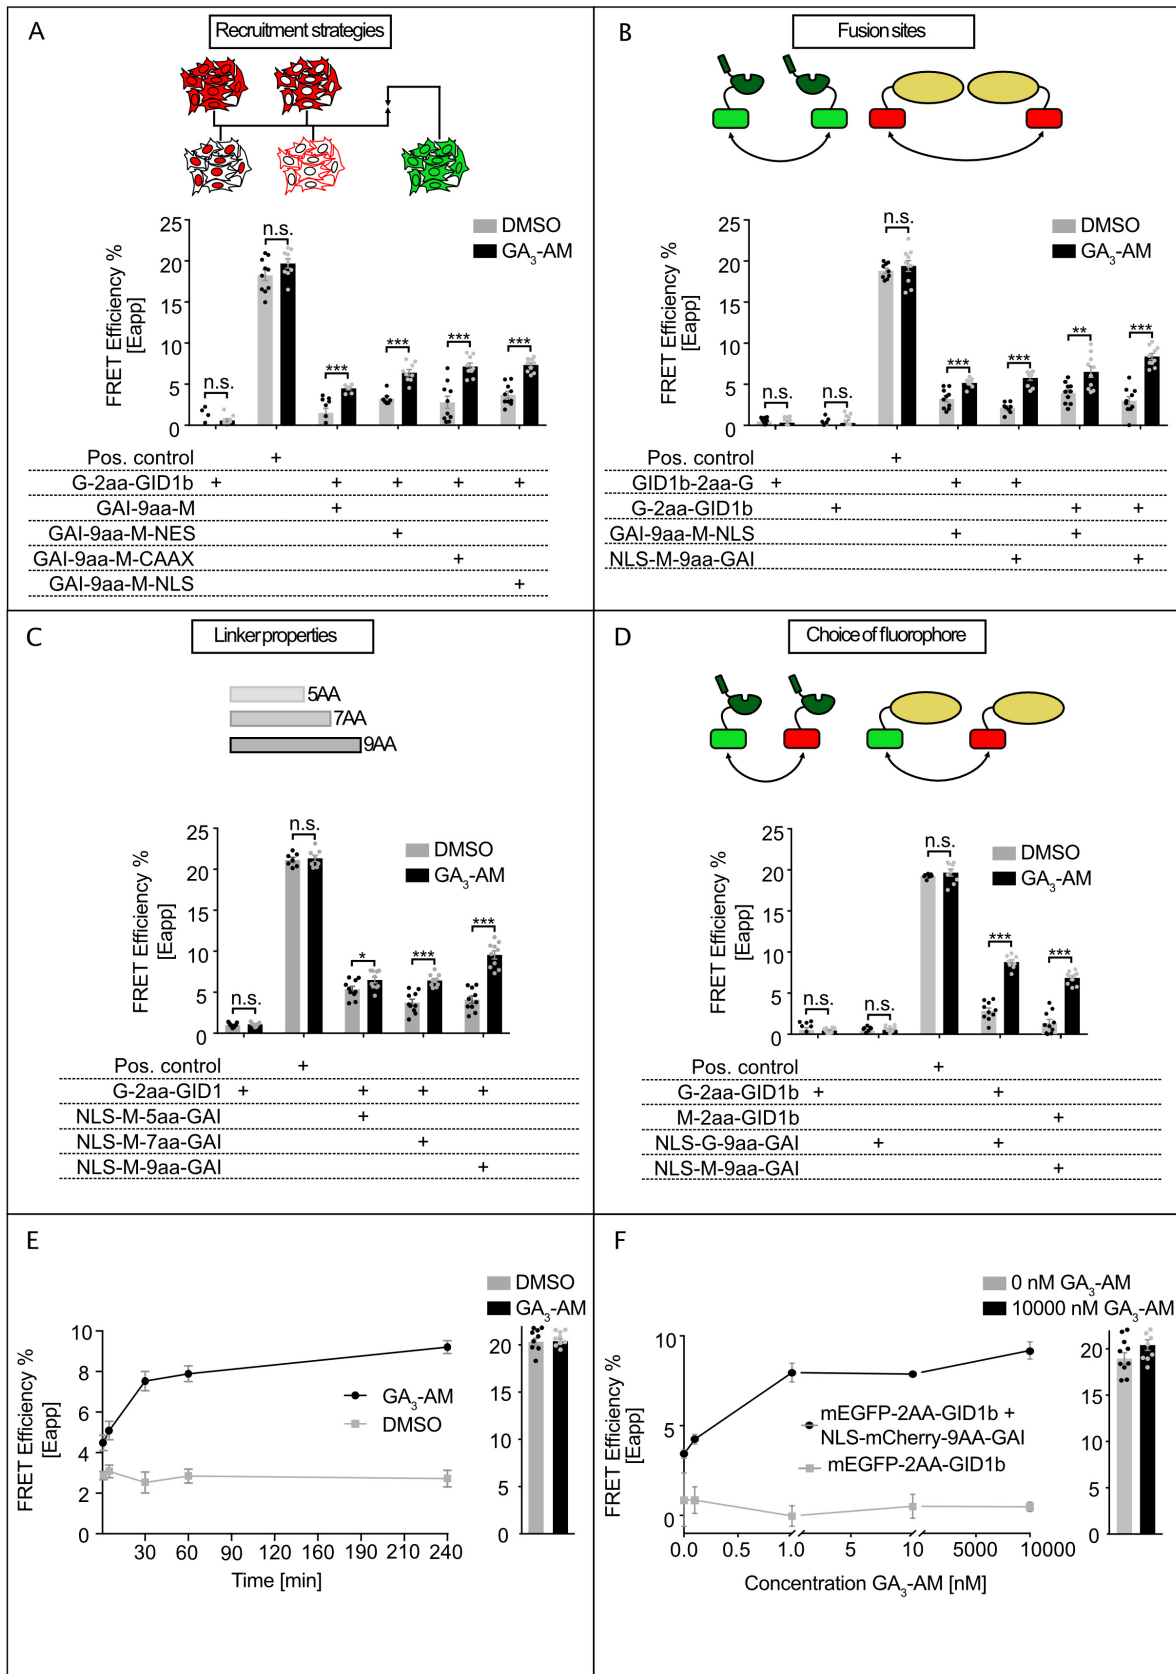 A
Recruitment strategies
25
20
15
10
5
0
FRET Efficiency %
[Eapp]
DMSO
GA3-AM
n.s.
n.s.
***
***
***
***
Pos. control +
G-2aa-GID1b + + + + +
GAI-9aa-M +
GAI-9aa-M-NES +
GAI-9aa-M-CAAX +
GAI-9aa-M-NLS +
B
Fusion sites
25
20
15
10
5
0
FRET Efficiency %
[Eapp]
DMSO
GA3-AM
n.s.
n.s.
n.s.
***
***
**
***
Pos. control +
GID1b-2aa-G + + +
G-2aa-GID1b + + +
GAI-9aa-M-NLS + +
NLS-M-9aa-GAI + +
C
Linker properties
5AA
7AA
9AA
25
20
15
10
5
0
FRET Efficiency %
[Eapp]
DMSO
GA3-AM
n.s.
n.s.
*
***
***
Pos. control +
G-2aa-GID1 + + + +
NLS-M-5aa-GAI +
NLS-M-7aa-GAI +
NLS-M-9aa-GAI +
D
Choice of fluorophore
25
20
15
10
5
0
FRET Efficiency %
[Eapp]
DMSO
GA3-AM
n.s.
n.s.
n.s.
***
***
Pos. control +
G-2aa-GID1b + +
M-2aa-GID1b +
NLS-G-9aa-GAI + +
NLS-M-9aa-GAI +
E
DMSO
GA3-AM
10
8
6
4
2
0
FRET Efficiency %
[Eapp]
GA3-AM
DMSO
30 60 90 120 160 190 210 240
Time [min]
20
15
10
5
0
F
0 nM GA3-AM
10000 nM GA3-AM
10
5
0
FRET Efficiency %
[Eapp]
mEGFP-2AA-GID1b +
NLS-mCherry-9AA-GAI
mEGFP-2AA-GID1b
0.0 0.5 1.0 5 10 5000 10000
Concentration GA3-AM [nM]
20
15
10
5
0